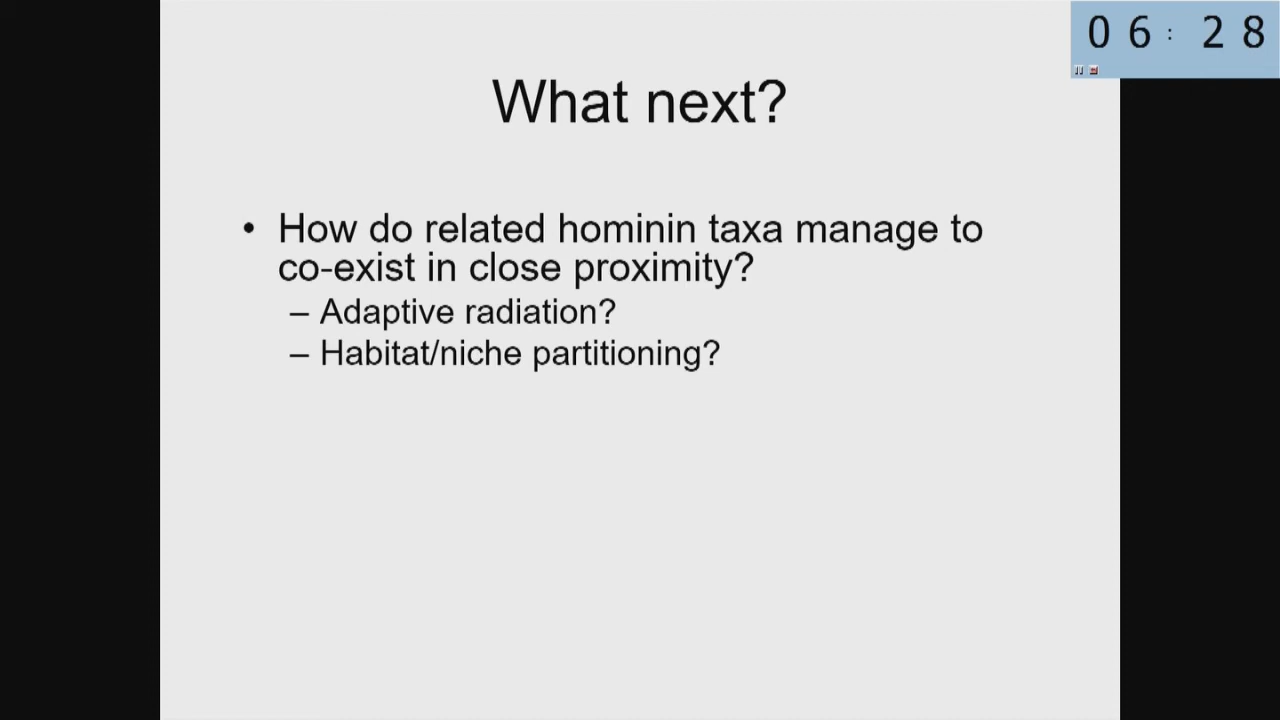 06: 28
What next?
• How do related hominin taxa manage to
co-exist in close proximity?
– Adaptive radiation?
– Habitat/niche partitioning?